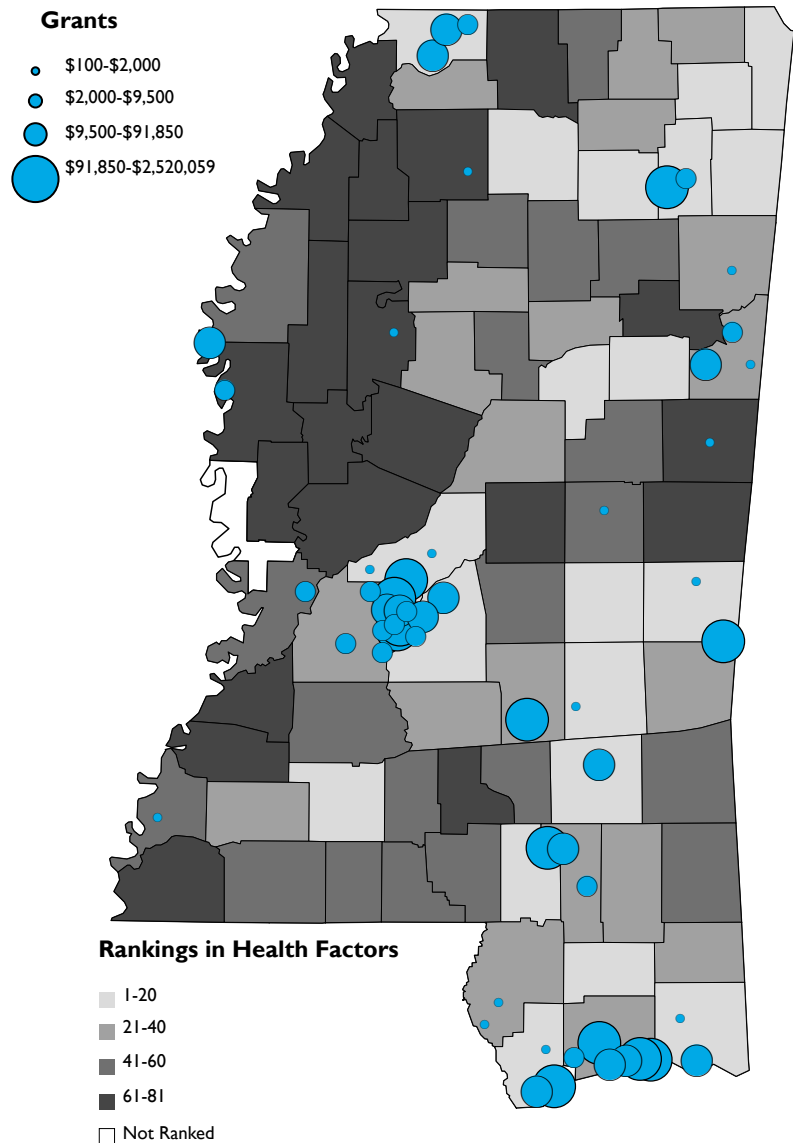 Grants
$100-$2,000
$2,000-$9,500
$9,500-$91,850
$91,850-$2,520,059
Rankings in Health Factors
1-20
21-40
41-60
61-81
Not Ranked